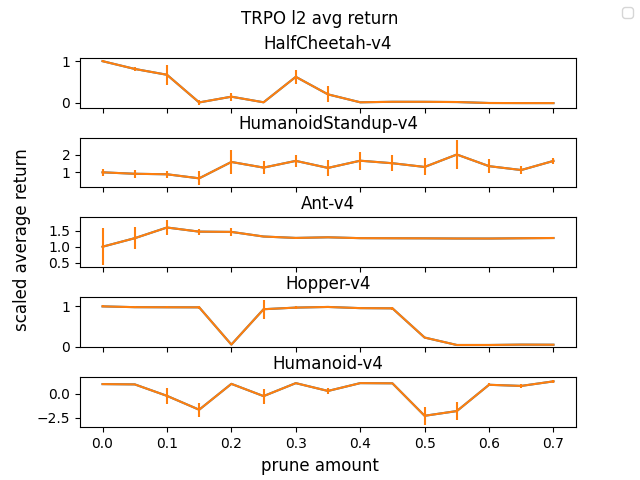 TRPO l2 avg return
HalfCheetah-v4
1
0
HumanoidStandup-v4
2
1
Ant-v4
1.5
1.0
0.5
Hopper-v4
1
0
Humanoid-v4
0.0
−2.5
0.0 0.1 0.2 0.3 0.4 0.5 0.6 0.7
prune amount
scaled average return